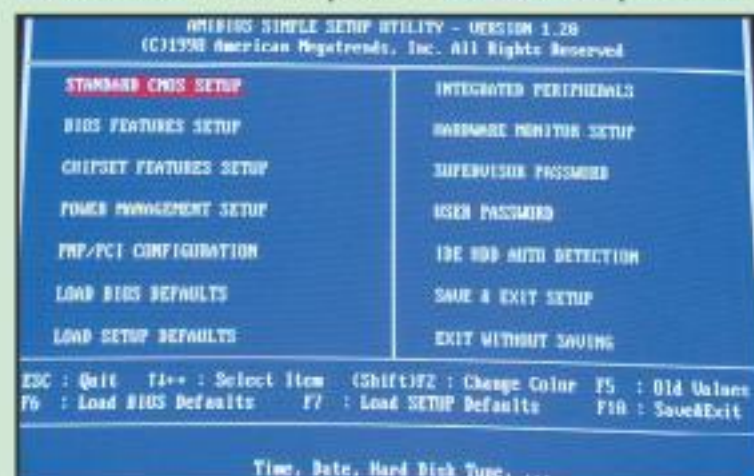 AMIBIOS SIMPLE SETUP UTILITY - VERSION 1.20
(C)1998 American Megatrends, Inc. All Rights Reserved
STANDARD CMOS SETUP
BIOS FEATURES SETUP
CHIPSET FEATURES SETUP
POWER MANAGEMENT SETUP
PNP/PCI CONFIGURATION
LOAD BIOS DEFAULTS
LOAD SETUP DEFAULTS
INTEGRATED PERIPHERALS
HARDWARE MONITOR SETUP
SUPERVISOR PASSWORD
USER PASSWORD
IDE HDD AUTO DETECTION
SAVE & EXIT SETUP
EXIT WITHOUT SAVING
ESC : Quit ↑↓←→ : Select Item (Shift)F2 : Change Color F5 : Old Values
F6 : Load BIOS Defaults F7 : Load SETUP Defaults F10 : Save&Exit
Time, Date, Hard Disk Type, ...